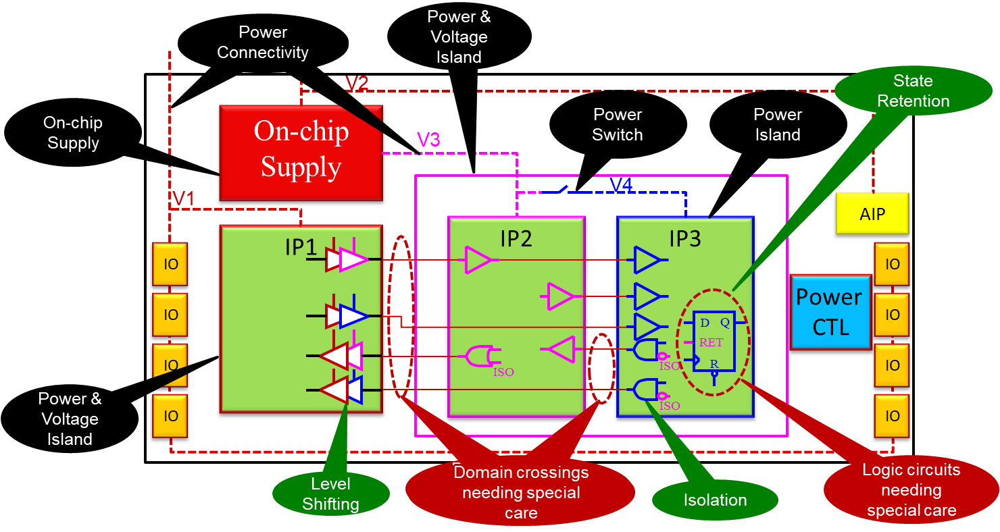 Power
Connectivity
Power &
Voltage
Island
State
Retention
V2
On-chip
Supply
On-chip
Supply
Power
Switch
Power
Island
V3
V4
V1
AIP
IP1
IP2
IP3
IO
IO
IO
IO
IO
IO
IO
IO
Power
CTL
D Q
RET
R
ISO
ISO
ISO
Power &
Voltage
Island
Level
Shifting
Domain crossings
needing special
care
Isolation
Logic circuits
needing
special care